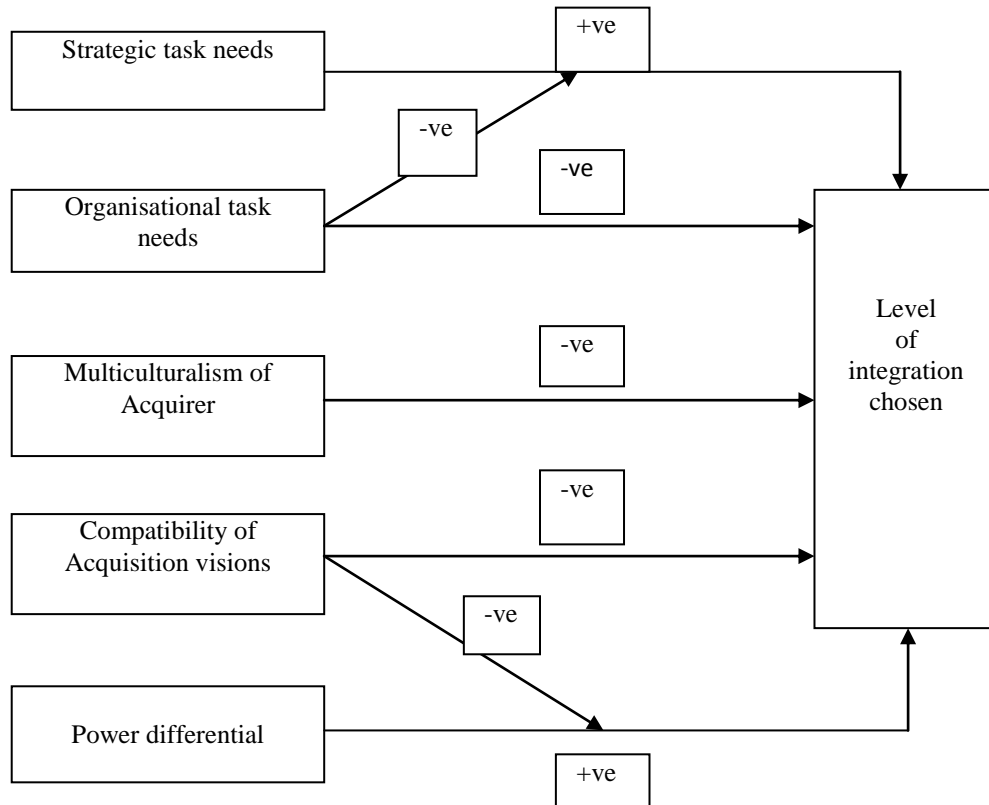 +ve
Strategic task needs
-ve
-ve
Organisational task
needs
Level
of
integration
chosen
-ve
Multiculturalism of
Acquirer
-ve
Compatibility of
Acquisition visions
-ve
Power differential
+ve